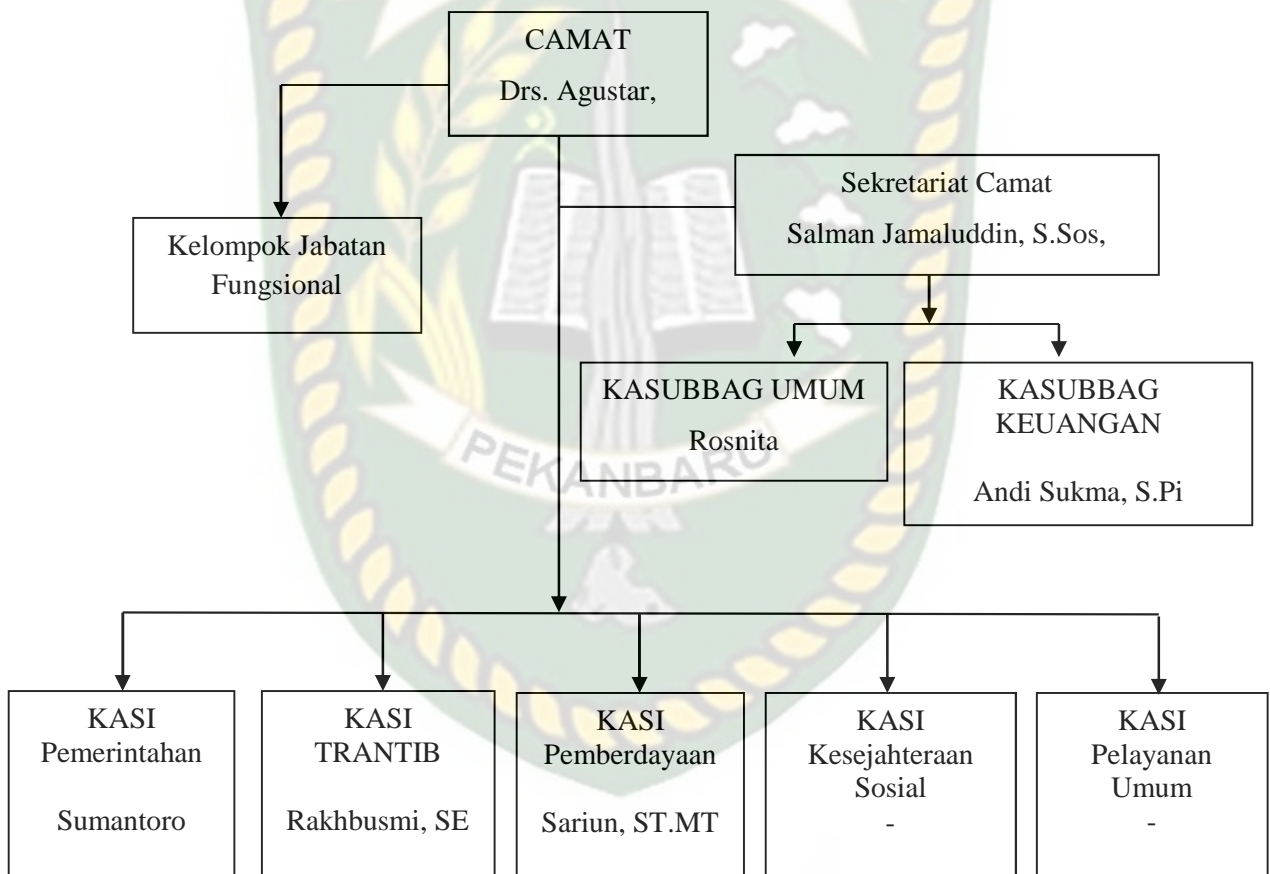 CAMAT
Drs. Agustar,
Sekretariat Camat
Salman Jamaluddin, S.Sos,
Kelompok Jabatan
Fungsional
KASUBBAG UMUM
Rosnita
KASUBBAG
KEUANGAN
Andi Sukma, S.Pi
PEKANBARU
KASI
Pemerintahan
Sumantoro
KASI
TRANTIB
Rakhbusmi, SE
KASI
Pemberdayaan
Sariun, ST.MT
KASI
Kesejahteraan
Sosial
-
KASI
Pelayanan
Umum
-